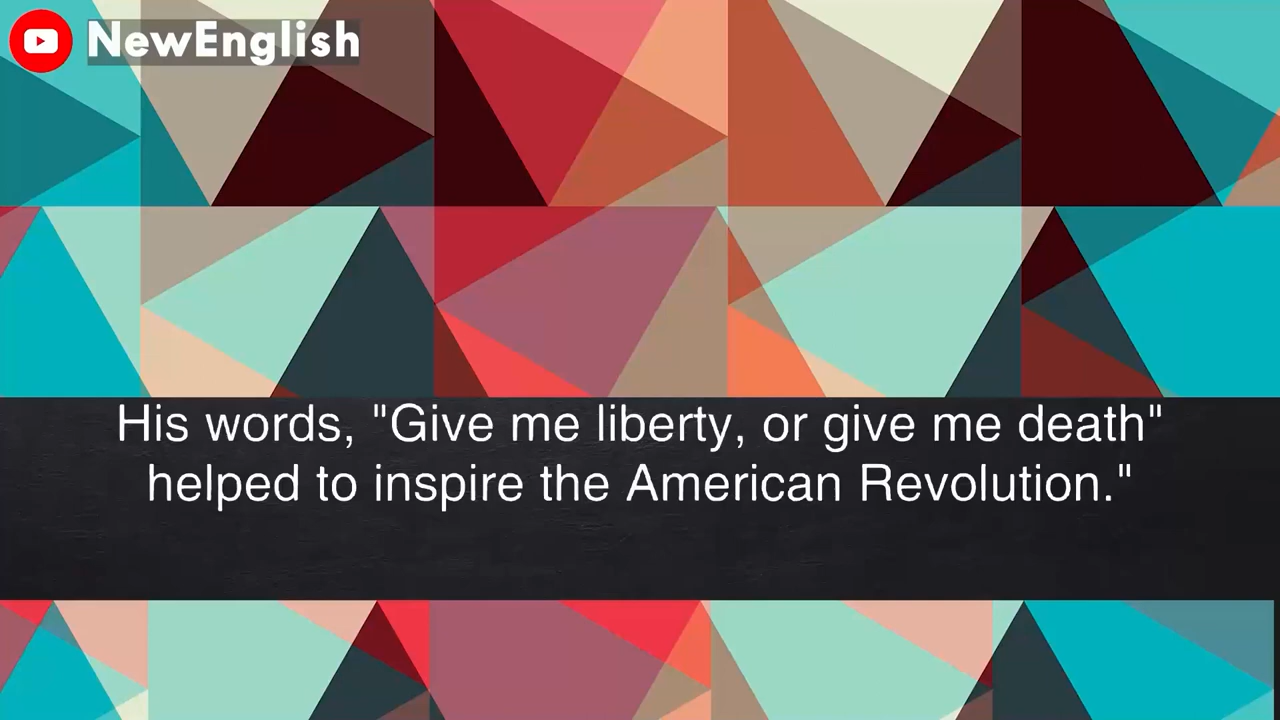 NewEnglish
His words, "Give me liberty, or give me death"
helped to inspire the American Revolution."